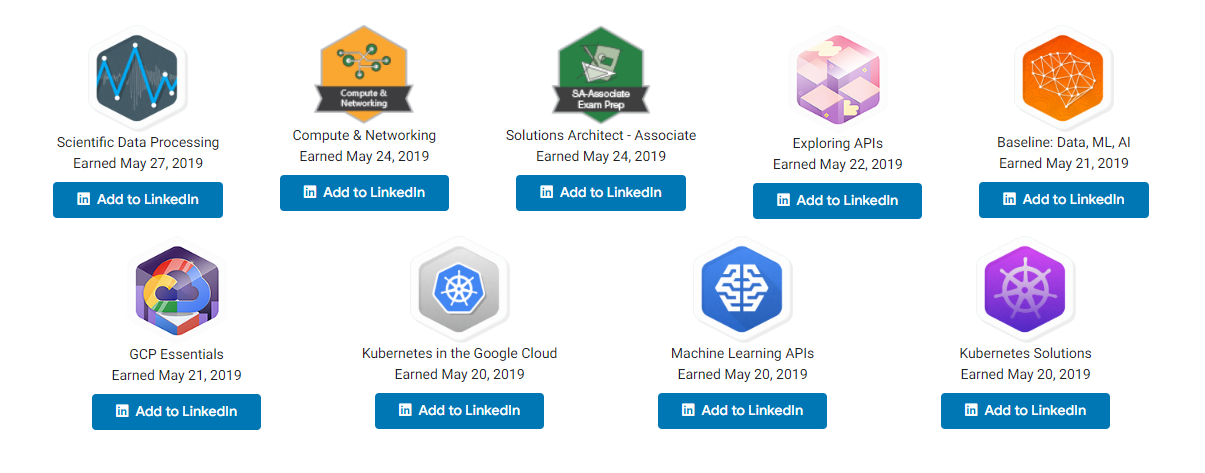 Compute &
Networking
SA-Associate
Exam Prep
Scientific Data Processing
Earned May 27, 2019
Add to LinkedIn
Compute & Networking
Earned May 24, 2019
Add to LinkedIn
Solutions Architect - Associate
Earned May 24, 2019
Add to LinkedIn
Exploring APIs
Earned May 22, 2019
Add to LinkedIn
Baseline: Data, ML, AI
Earned May 21, 2019
Add to LinkedIn
GCP Essentials
Earned May 21, 2019
Add to LinkedIn
Kubernetes in the Google Cloud
Earned May 20, 2019
Add to LinkedIn
Machine Learning APIs
Earned May 20, 2019
Add to LinkedIn
Kubernetes Solutions
Earned May 20, 2019
Add to LinkedIn